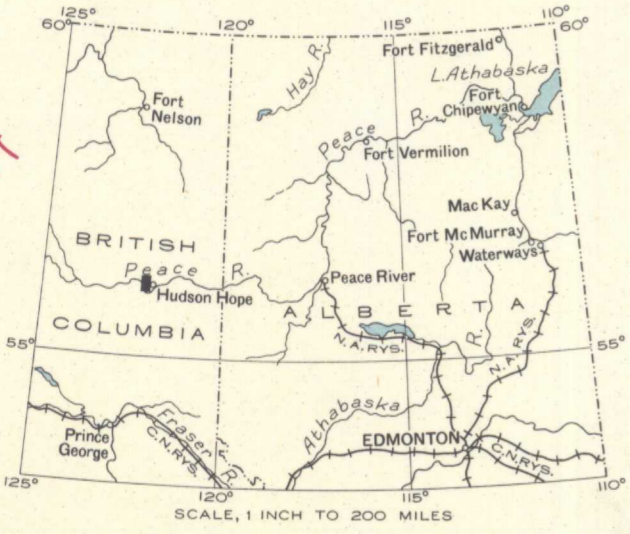 125°
120°
115°
110°
60°
60°
Fort Fitzgerald
Hay R.
L. Athabaska
Fort
Chipewyan
Fort
Nelson
Peace R.
Fort Vermilion
Mac Kay
Fort McMurray
Waterways
BRITISH
Peace R.
Peace River
Hudson Hope
ALBERTA
COLUMBIA
N.A.RYS.
R.
N.A.RYS.
55°
55°
Athabaska
Fraser R.
C.N.RYS.
Prince
George
EDMONTON
C.N.RYS.
125°
120°
115°
110°
SCALE, 1 INCH TO 200 MILES